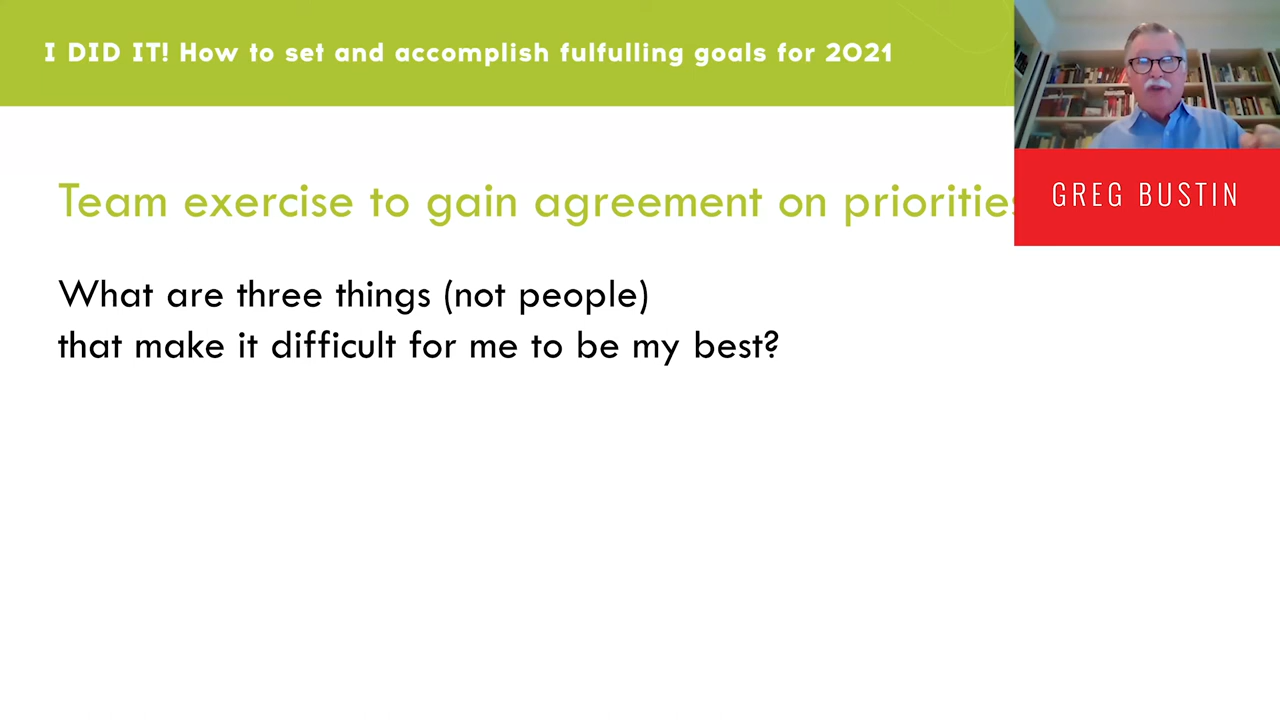 I DID IT! How to set and accomplish fulfulling goals for 2021
Team exercise to gain agreement on priorities
GREG BUSTIN
What are three things (not people)
that make it difficult for me to be my best?